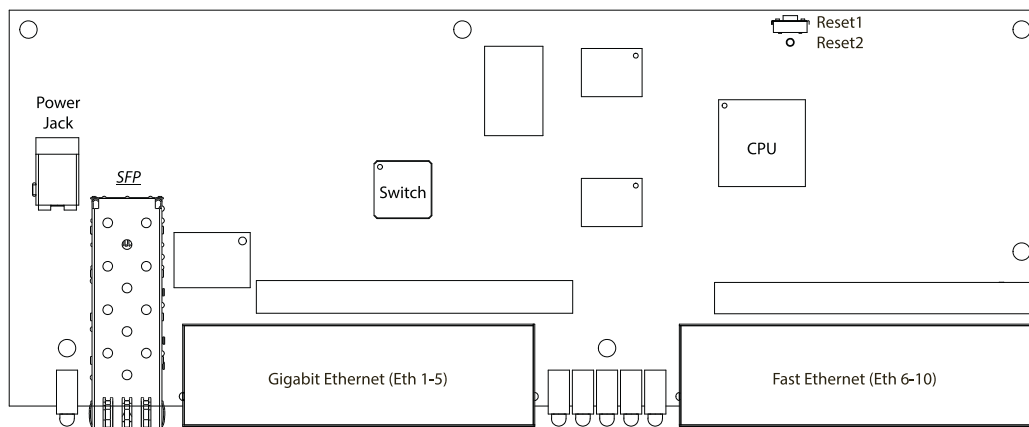 Reset1
Reset2
Power
Jack
CPU
SFP
Switch
Gigabit Ethernet (Eth 1-5)
Fast Ethernet (Eth 6-10)